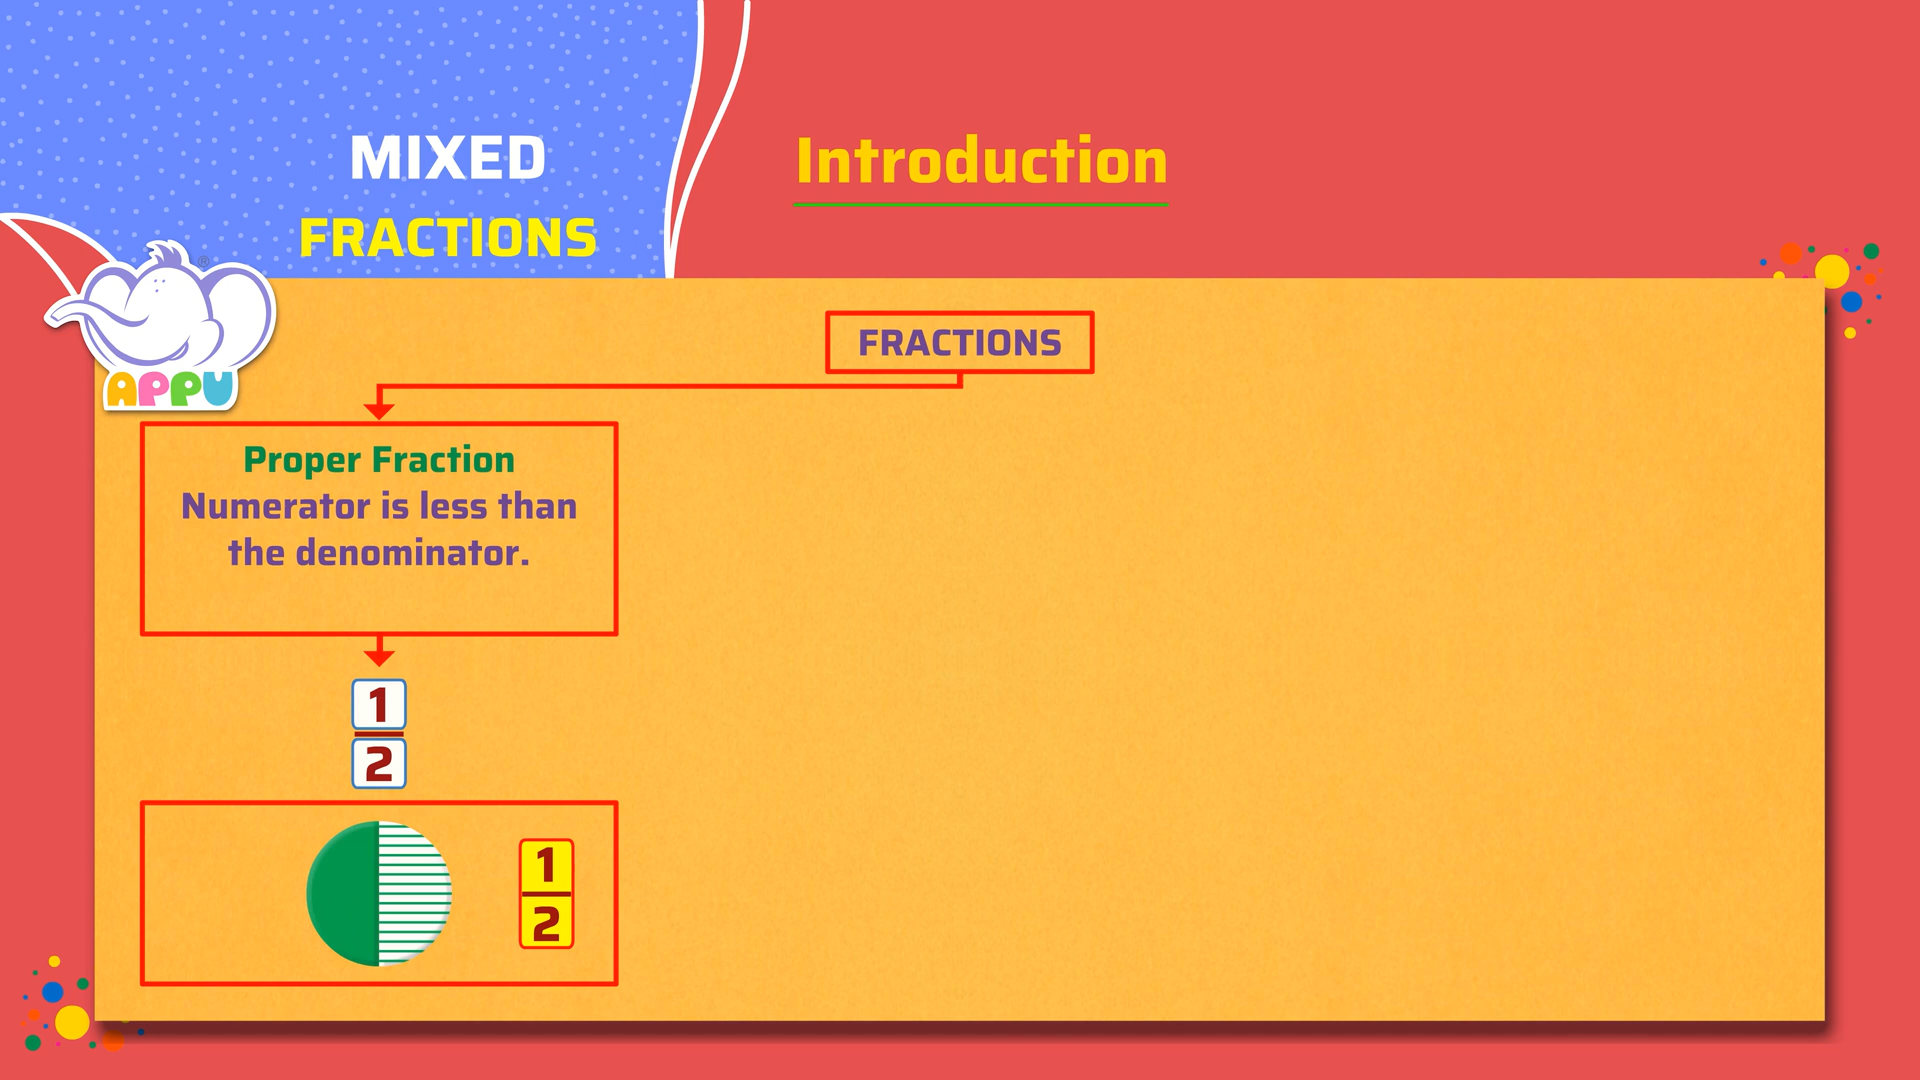 MIXED
FRACTIONS
Introduction
®
APPU
FRACTIONS
Proper Fraction
Numerator is less than
the denominator.
1
2
1
2